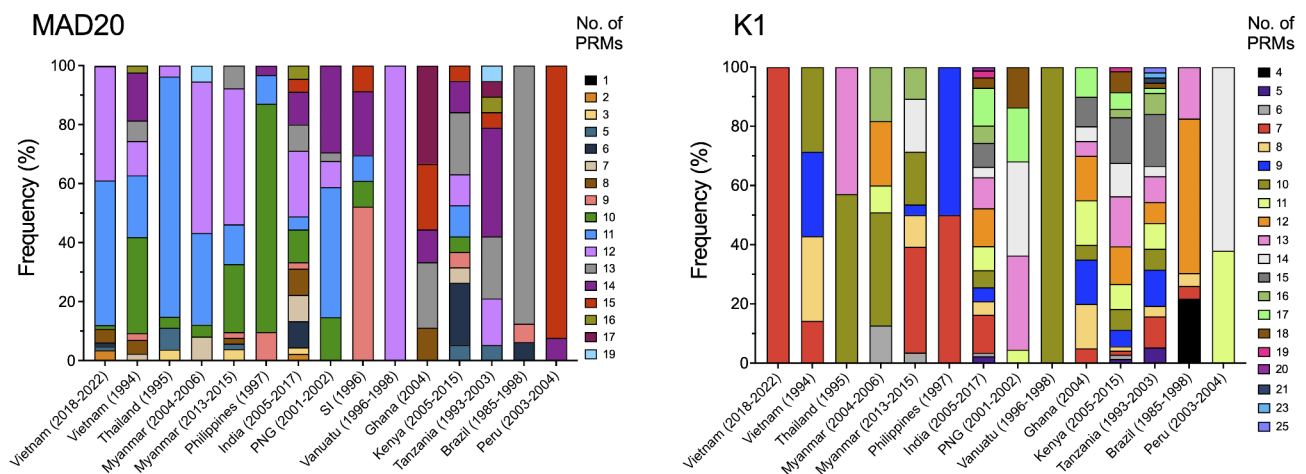 MAD20
No. of
PRMs
Frequency (%)
100
80
60
40
20
0
1
2
3
5
6
7
8
9
10
11
12
13
14
15
16
17
19
Vietnam (2018-2022)
Vietnam (1994)
Thailand (1995)
Myanmar (2004-2006)
Myanmar (2013-2015)
Philippines (1997)
India (2005-2017)
PNG (2001-2002)
SI (1996)
Vanuatu (1996-1998)
Ghana (2004)
Kenya (2005-2015)
Tanzania (1993-2003)
Brazil (1985-1998)
Peru (2003-2004)
K1
No. of
PRMs
Frequency (%)
100
80
60
40
20
0
4
5
6
7
8
9
10
11
12
13
14
15
16
17
18
19
20
21
23
25
Vietnam (2018-2022)
Vietnam (1994)
Thailand (1995)
Myanmar (2004-2006)
Myanmar (2013-2015)
Philippines (1997)
India (2005-2017)
PNG (2001-2002)
Vanuatu (1996-1998)
Ghana (2004)
Kenya (2005-2015)
Tanzania (1993-2003)
Brazil (1985-1998)
Peru (2003-2004)